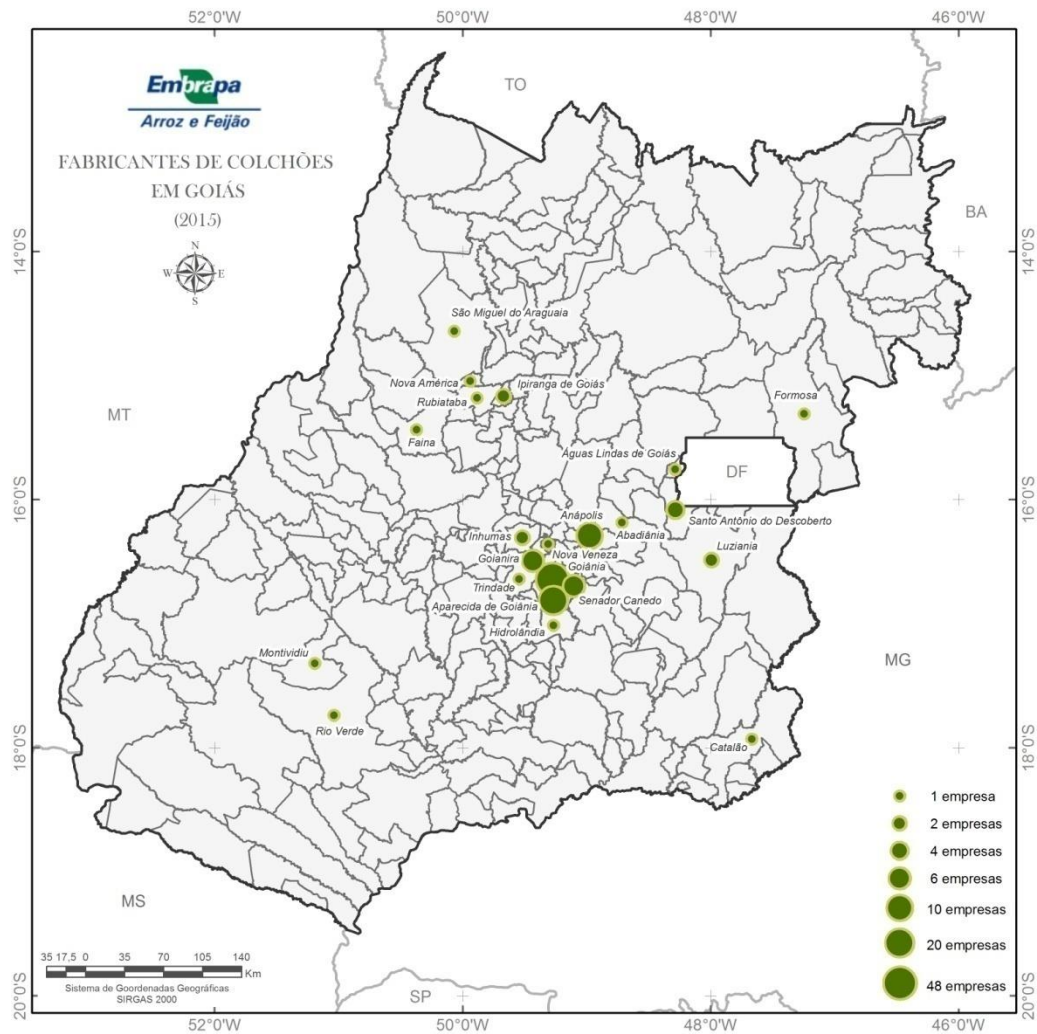 52°0'W 50°0'W 48°0'W 46°0'W
Embrapa
Arroz e Feijão
FABRICANTES DE COLCHÕES
EM GOIÁS
(2015)
N
W E
S
TO
BA
14°0'S 14°0'S
São Miguel do Araguaia
Nova América
Ipiranga de Goiás
Rubiataba
Formosa
MT
Faina
Aguas Lindas de Goiás
DF
16°0'S 16°0'S
Anápolis
Santo Antônio do Descoberto
Abadiânia
Inhumas
Nova Veneza
Luziania
Goianira
Goiânia
Trindade
Senador Canedo
Aparecida de Goiânia
Hidrolândia
Montividiu
MG
Rio Verde
18°0'S 18°0'S
Catalão
1 empresa
2 empresas
4 empresas
6 empresas
10 empresas
20 empresas
48 empresas
MS
35 17,5 0 35 70 105 140
Km
Sistema de Goordenadas Geográficas
SIRGAS 2000
SP
20°0'S 20°0'S
52°0'W 50°0'W 48°0'W 46°0'W